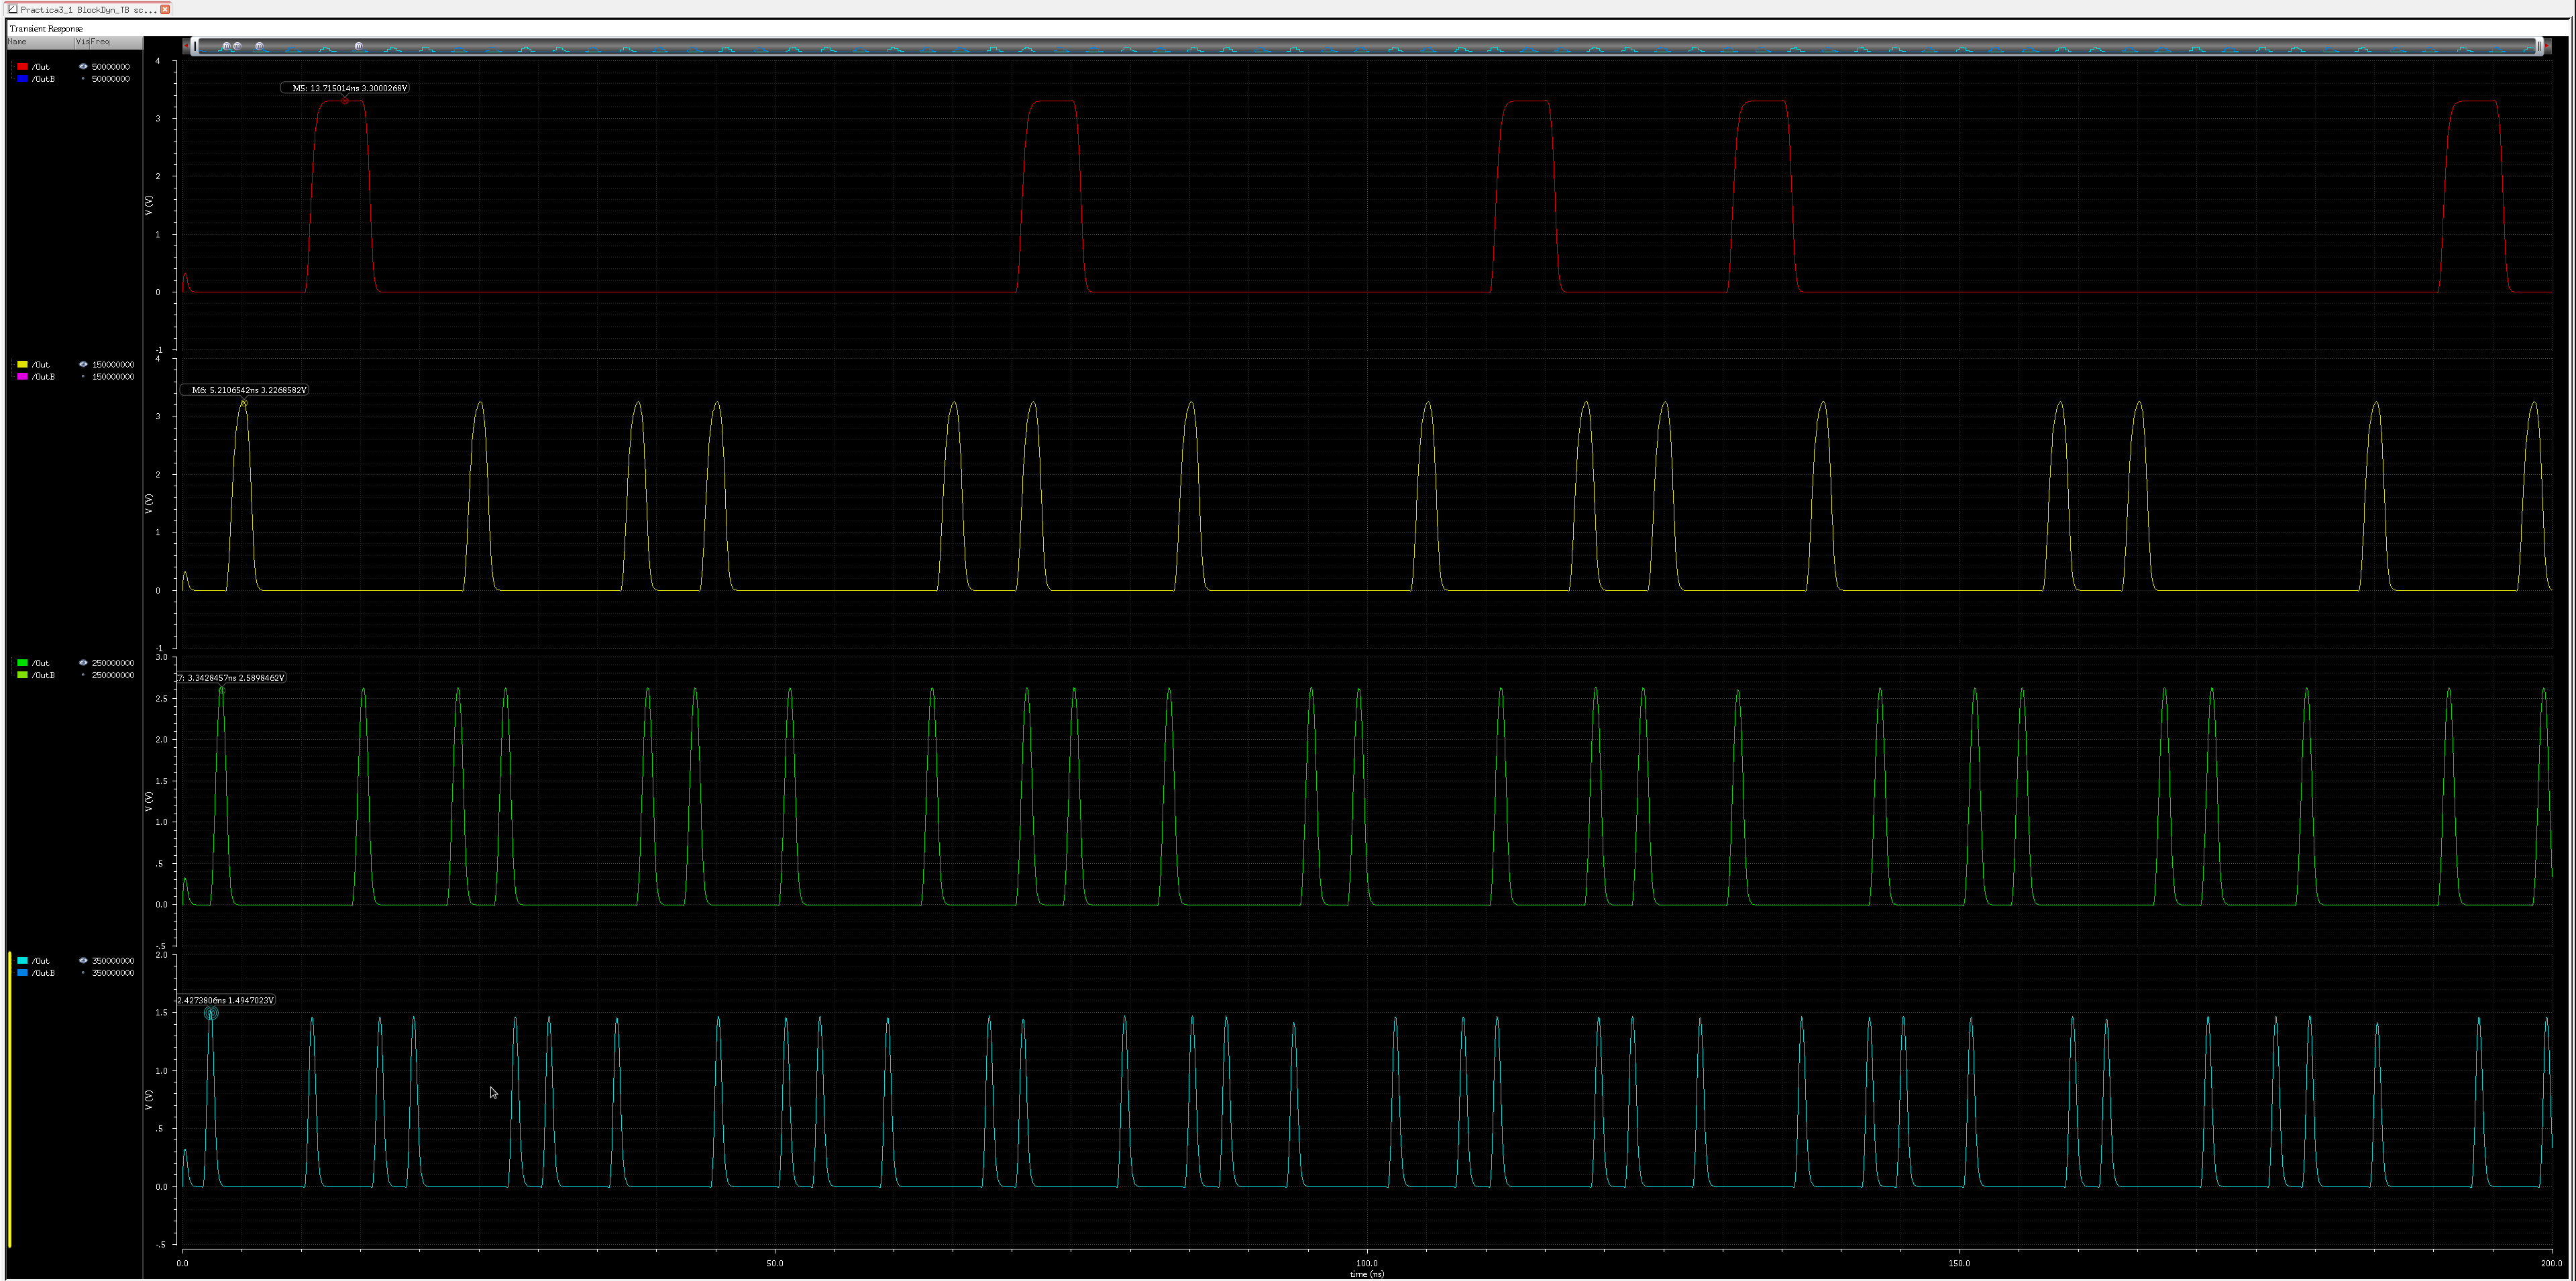 Practica3_1 BlockDyn_TB sc...
Transient Response
Name Vis Freq
/Out 50000000
/OutB 50000000
4
3
2
1
0
-1
V (V)
M5: 13.715014ns 3.3000268V
/Out 150000000
/OutB 150000000
4
3
2
1
0
-1
V (V)
M6: 5.2106542ns 3.2268582V
/Out 250000000
/OutB 250000000
3.0
2.5
2.0
1.5
1.0
.5
0.0
-.5
V (V)
7: 3.3428457ns 2.5898462V
/Out 350000000
/OutB 350000000
2.0
1.5
1.0
.5
0.0
-.5
V (V)
2.4273806ns 1.4947023V
0.0 50.0 100.0 150.0 200.0
time (ns)